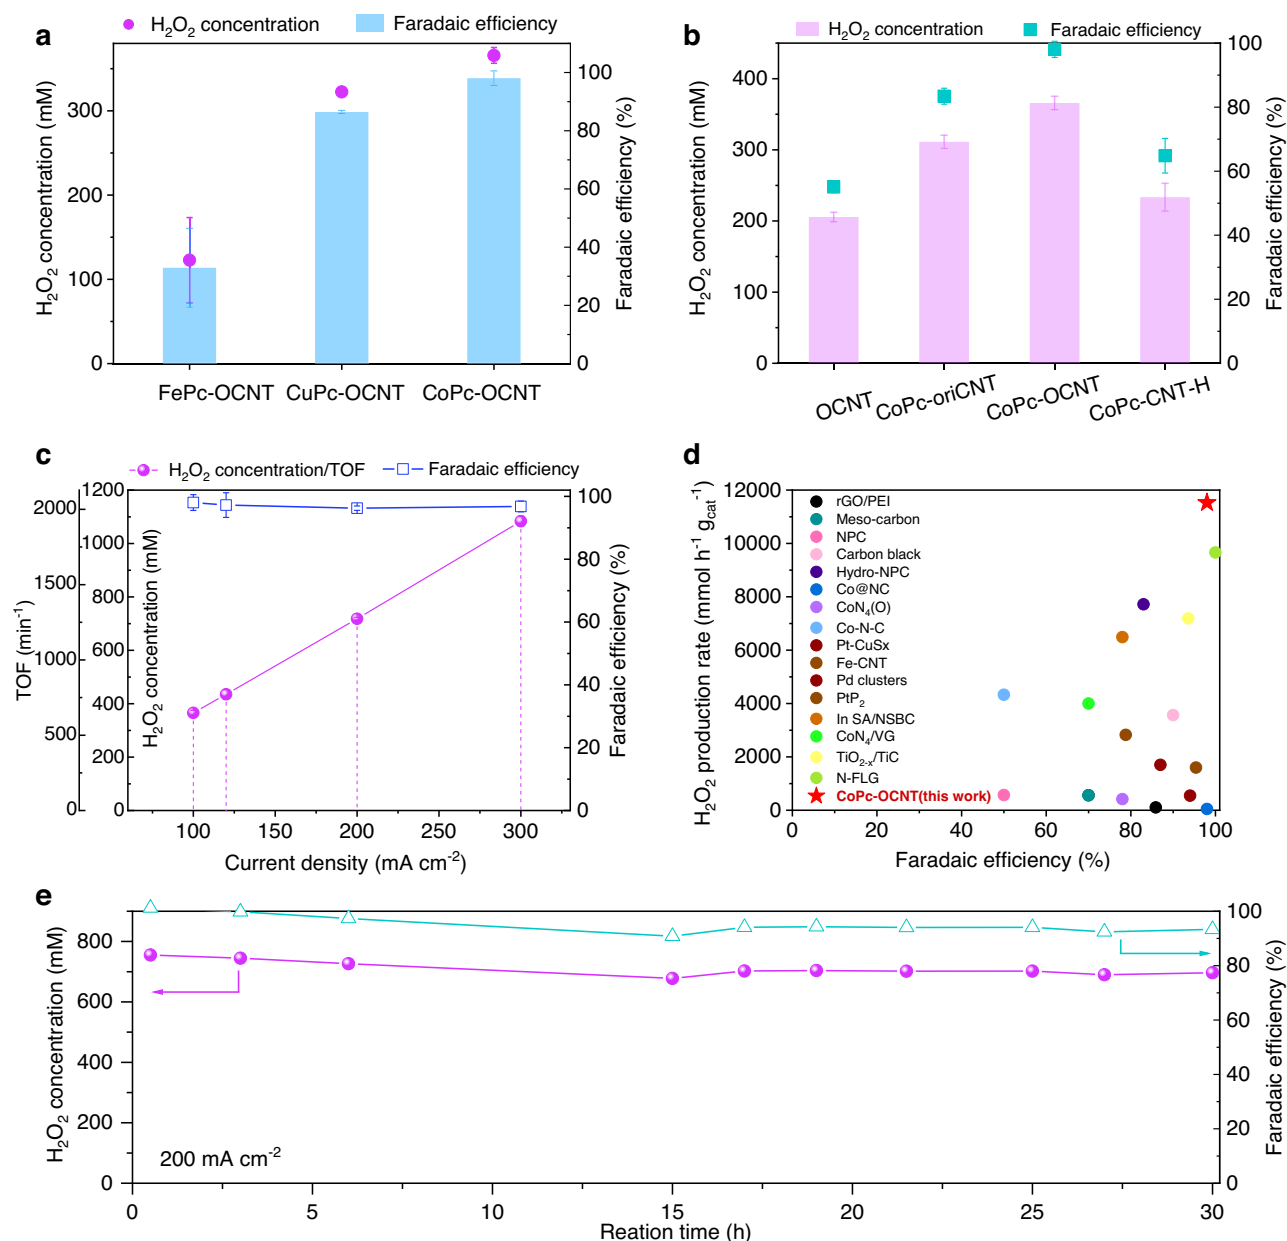 a
H₂O₂ concentration
Faradaic efficiency
H₂O₂ concentration (mM)
300
200
100
0
100
80
60
40
20
0
Faradaic efficiency (%)
FePc-OCNT
CuPc-OCNT
CoPc-OCNT
b
H₂O₂ concentration
Faradaic efficiency
H₂O₂ concentration (mM)
400
300
200
100
0
100
80
60
40
20
0
Faradaic efficiency (%)
OCNT
CoPc-oriCNT
CoPc-OCNT
CoPc-CNT-H
c
H₂O₂ concentration/TOF
Faradaic efficiency
TOF (min⁻¹)
2000
1500
1000
500
0
H₂O₂ concentration (mM)
1200
1000
800
600
400
200
0
100
80
60
40
20
0
Faradaic efficiency (%)
100
150
200
250
300
Current density (mA cm⁻²)
d
H₂O₂ production rate (mmol h⁻¹ g_cat⁻¹)
12000
10000
8000
6000
4000
2000
0
rGO/PEI
Meso-carbon
NPC
Carbon black
Hydro-NPC
Co@NC
CoN₄(O)
Co-N-C
Pt-CuSx
Fe-CNT
Pd clusters
PtP₂
In SA/NSBC
CoN₄/VG
TiO₂₋ₓ/TiC
N-FLG
CoPc-OCNT(this work)
0
20
40
60
80
100
Faradaic efficiency (%)
e
H₂O₂ concentration (mM)
800
600
400
200
0
100
80
60
40
20
0
Faradaic efficiency (%)
200 mA cm⁻²
0
5
10
15
20
25
30
Reation time (h)